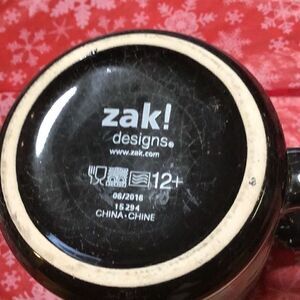 zak!
designs®
www.zak.com
12+
06/2016
15294
CHINA · CHINE